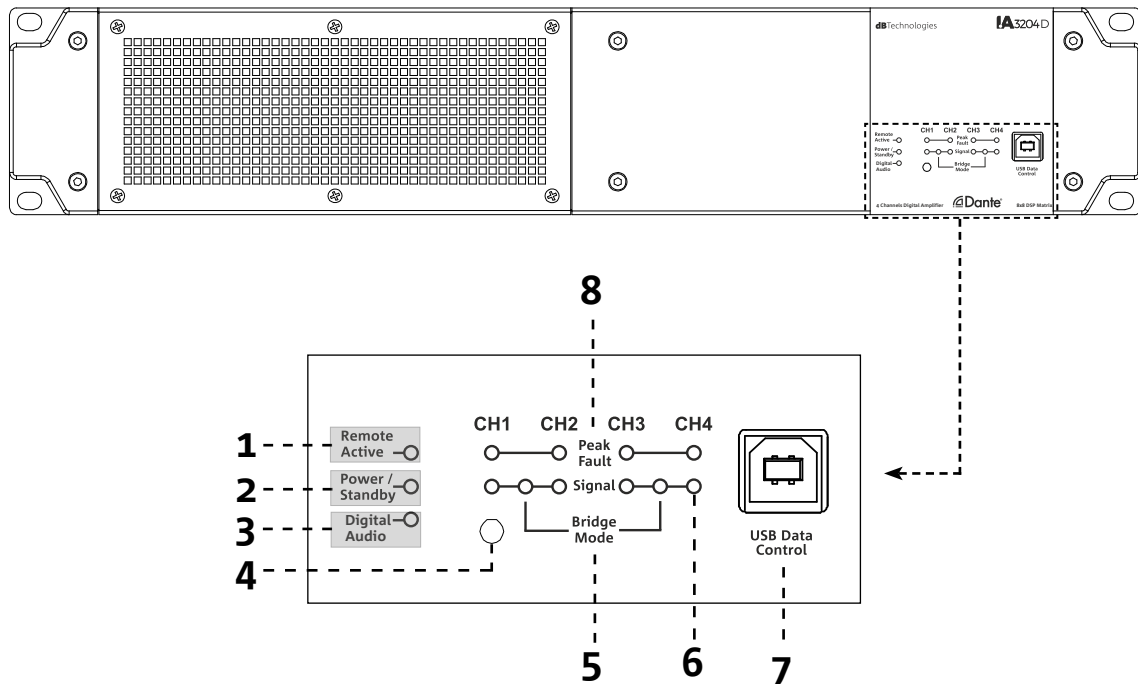 dBTechnologies IA3204D
CH1 CH2 CH3 CH4
Remote
Active
Peak
Fault
Power /
Standby
Signal
Digital
Audio
Bridge
Mode
USB Data
Control
4 Channels Digital Amplifier Dante® 8x8 DSP Matrix
8
CH1 CH2 CH3 CH4
1
Remote
Active
Peak
Fault
2
Power /
Standby
Signal
3
Digital
Audio
Bridge
Mode
USB Data
Control
4
5
6
7